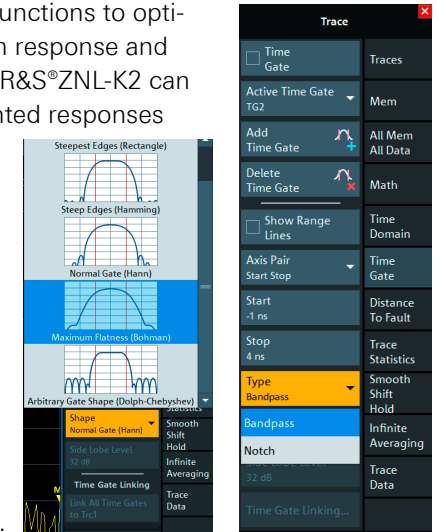 unctions to opti-
n response and
R&S®ZNL-K2 can
nted responses
Steepest Edges (Rectangle)
Steep Edges (Hamming)
Normal Gate (Hann)
Maximum Flatness (Bohman)
Arbitrary Gate Shape (Dolph-Chebyshev)
Shape
Normal Gate (Hann)
Side Lobe Level
32 dB
Time Gate Linking
Link All Time Gates
to Trc1
Statistics
Smooth
Shift
Hold
Infinite
Averaging
Trace
Data
M
Trace
Time
Gate
Active Time Gate
TG2
Add
Time Gate
Delete
Time Gate
Show Range
Lines
Axis Pair
Start Stop
Start
-1 ns
Stop
4 ns
Type
Bandpass
Bandpass
Notch
Side Lobe Level
32 dB
Time Gate Linking...
Traces
Mem
All Mem
All Data
Math
Time
Domain
Time
Gate
Distance
To Fault
Trace
Statistics
Smooth
Shift
Hold
Infinite
Averaging
Trace
Data